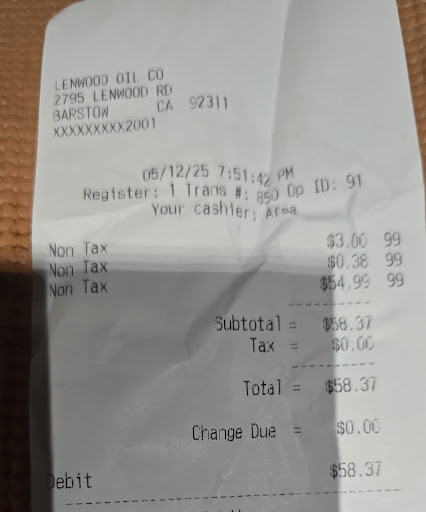 LENWOOD OIL CO
2795 LENWOOD RD
BARSTOW CA 92311
XXXXXXXXX2001
05/12/25 7:51:42 PM
Register: 1 Trans #: 850 Op ID: 91
Your cashier: Area
Non Tax $3.00 99
Non Tax $0.38 99
Non Tax $54.99 99
Subtotal = $58.37
Tax = $0.00
Total = $58.37
Change Due = $0.00
Debit $58.37